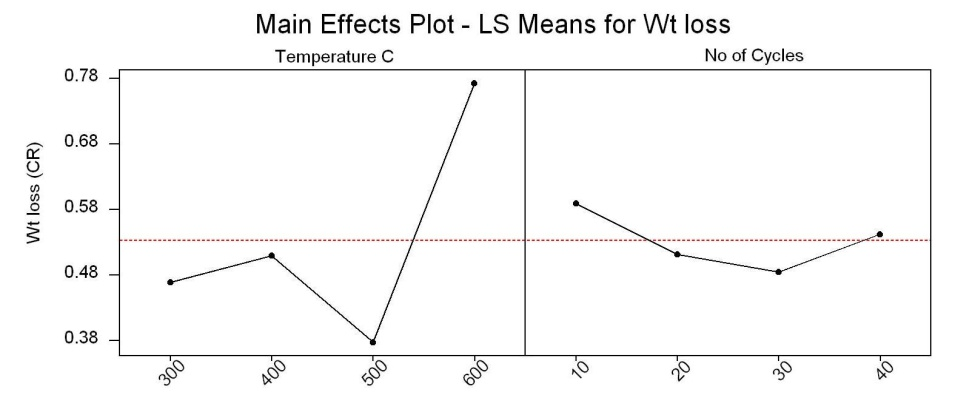 Main Effects Plot - LS Means for Wt loss
Temperature C
No of Cycles
Wt loss (CR)
0.78
0.68
0.58
0.48
0.38
300 400 500 600 10 20 30 40